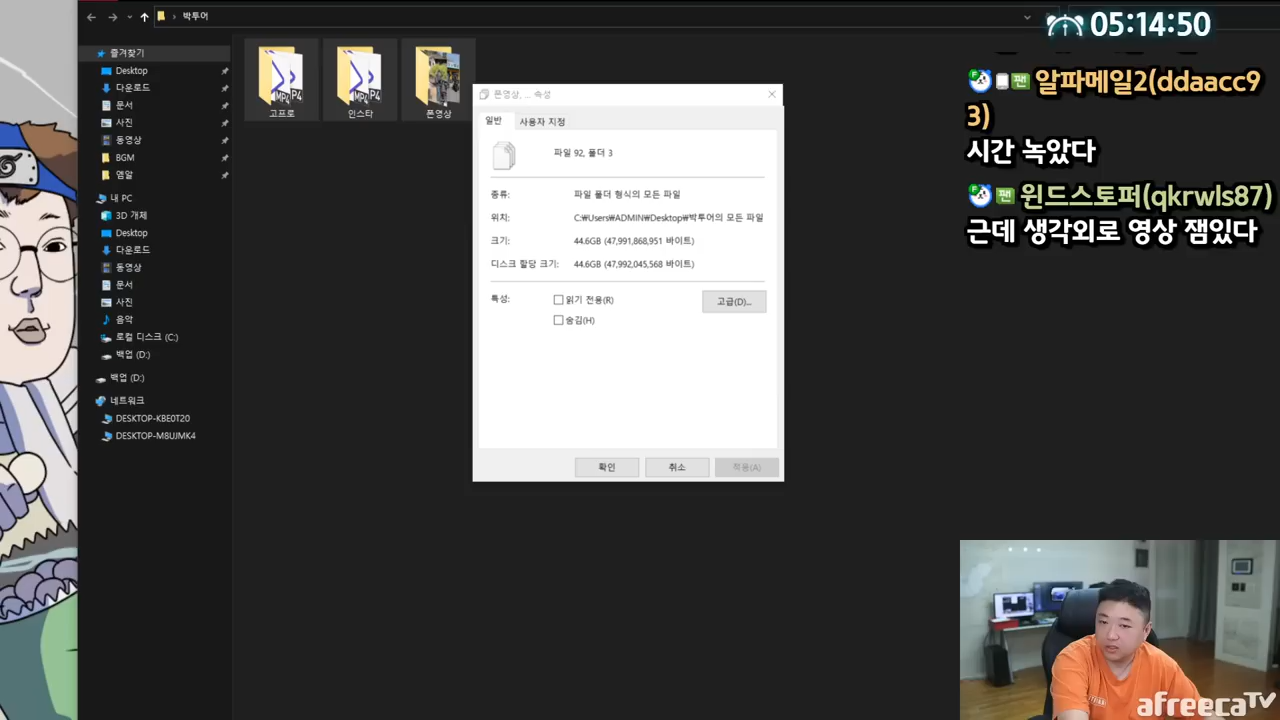 박투어
05:14:50
즐겨찾기
Desktop
다운로드
문서
사진
동영상
BGM
엠알
내 PC
3D 개체
Desktop
다운로드
동영상
문서
사진
음악
로컬 디스크 (C:)
백업 (D:)
백업 (D:)
네트워크
DESKTOP-KBE0T20
DESKTOP-M8UJMK4
MP4
MP4
고프로
인스타
폰영상
폰영상, ... 속성
일반
사용자 지정
파일 92, 폴더 3
종류:
파일 폴더 형식의 모든 파일
위치:
C:₩Users₩ADMIN₩Desktop₩박투어의 모든 파일
크기:
44.6GB (47,991,868,951 바이트)
디스크 할당 크기:
44.6GB (47,992,045,568 바이트)
특성:
읽기 전용(R)
고급(D)...
숨김(H)
확인
취소
적용(A)
팬 알파메일2(ddaacc9
3)
시간 녹았다
팬 윈드스토퍼(qkrwls87)
근데 생각외로 영상 잼있다
afreecaTV